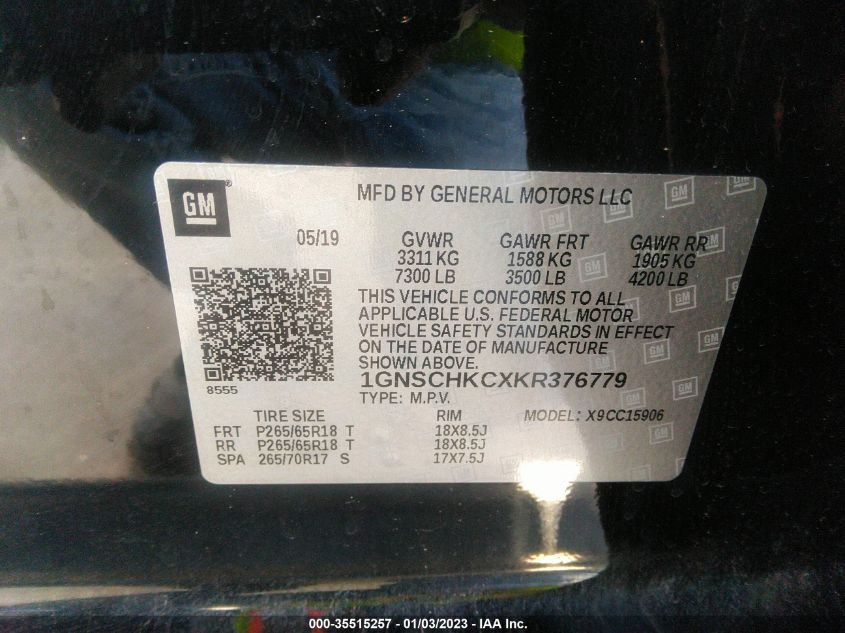 GM
®
MFD BY GENERAL MOTORS LLC
05/19 GVWR GAWR FRT GAWR RR
3311 KG 1588 KG 1905 KG
7300 LB 3500 LB 4200 LB
THIS VEHICLE CONFORMS TO ALL
APPLICABLE U.S. FEDERAL MOTOR
VEHICLE SAFETY STANDARDS IN EFFECT
ON THE DATE OF MANUFACTURE
SHOWN ABOVE.
8555
1GNSCHKCXKR376779
TYPE: M.P.V.
TIRE SIZE RIM MODEL: X9CC15906
FRT P265/65R18 T 18X8.5J
RR P265/65R18 T 18X8.5J
SPA 265/70R17 S 17X7.5J
000-35515257 - 01/03/2023 - IAA Inc.